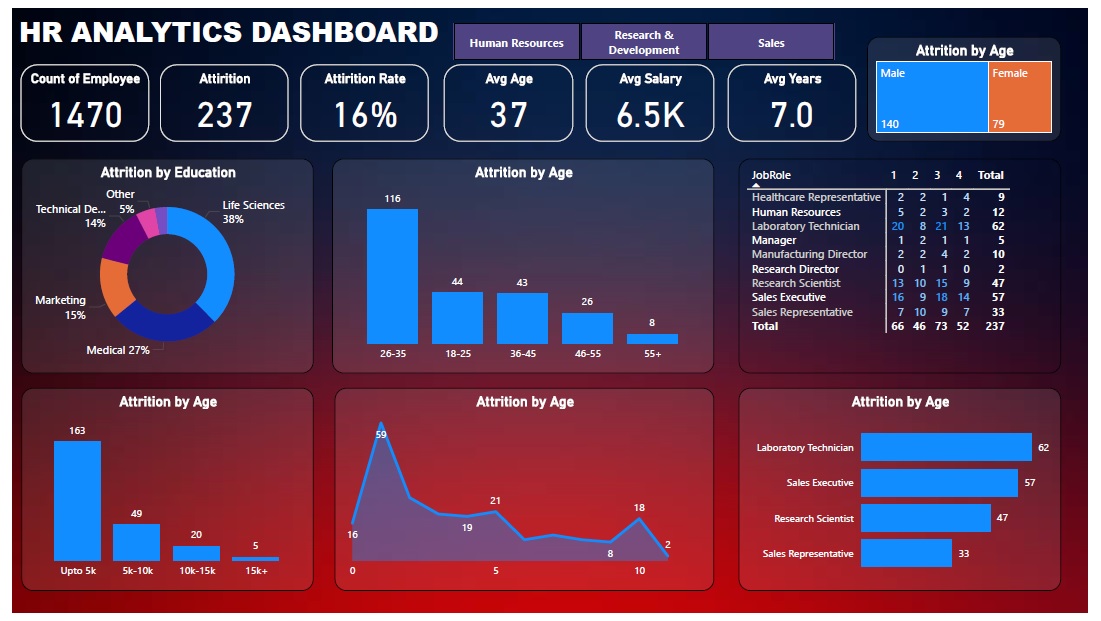 HR ANALYTICS DASHBOARD
Human Resources
Research &
Development
Sales
Count of Employee
1470
Attirition
237
Attirition Rate
16%
Avg Age
37
Avg Salary
6.5K
Avg Years
7.0
Attrition by Age
Male
Female
140
79
Attrition by Education
Other
5%
Technical De...
14%
Life Sciences
38%
Marketing
15%
Medical 27%
Attrition by Age
116
44
43
26
8
26-35 18-25 36-45 46-55 55+
JobRole 1 2 3 4 Total
Healthcare Representative 2 2 1 4 9
Human Resources 5 2 3 2 12
Laboratory Technician 20 8 21 13 62
Manager 1 2 1 1 5
Manufacturing Director 2 2 4 2 10
Research Director 0 1 1 0 2
Research Scientist 13 10 15 9 47
Sales Executive 16 9 18 14 57
Sales Representative 7 10 9 7 33
Total 66 46 73 52 237
Attrition by Age
163
49
20
5
Upto 5k 5k-10k 10k-15k 15k+
Attrition by Age
59
16
19
21
8
18
2
0 5 10
Attrition by Age
Laboratory Technician 62
Sales Executive 57
Research Scientist 47
Sales Representative 33